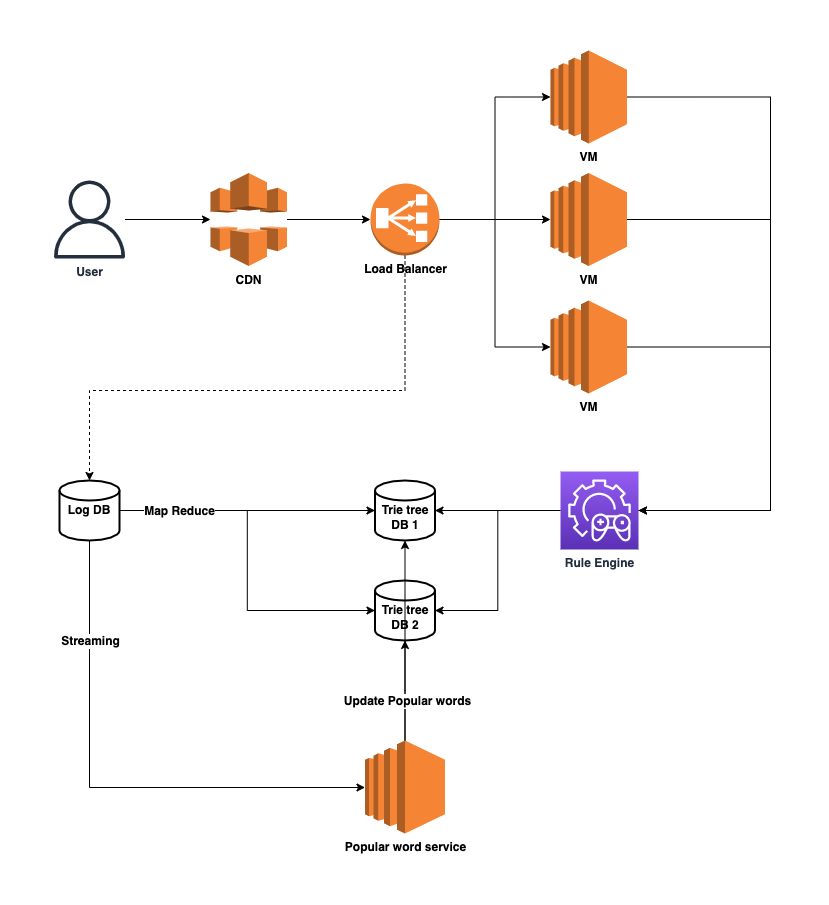 VM
User
CDN
Load Balancer
VM
VM
Log DB
Map Reduce
Trie tree
DB 1
Rule Engine
Trie tree
DB 2
Streaming
Update Popular words
Popular word service